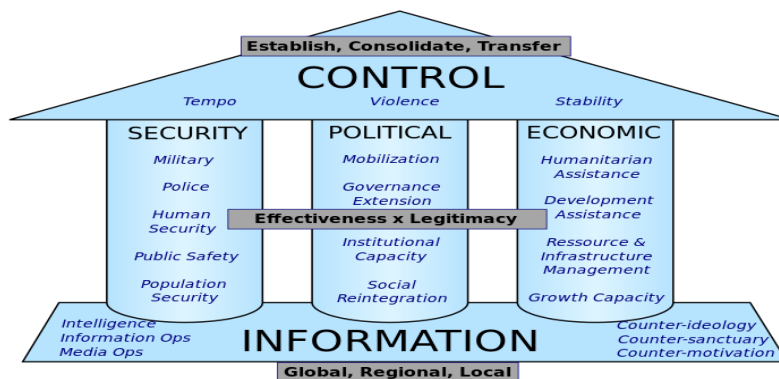 Establish, Consolidate, Transfer
CONTROL
Tempo Violence Stability
SECURITY
Military
Police
Human
Security
Public Safety
Population
Security
POLITICAL
Mobilization
Governance
Extension
Effectiveness x Legitimacy
Institutional
Capacity
Social
Reintegration
ECONOMIC
Humanitarian
Assistance
Development
Assistance
Ressource &
Infrastructure
Management
Growth Capacity
Intelligence
Information Ops
Media Ops
INFORMATION
Counter-ideology
Counter-sanctuary
Counter-motivation
Global, Regional, Local